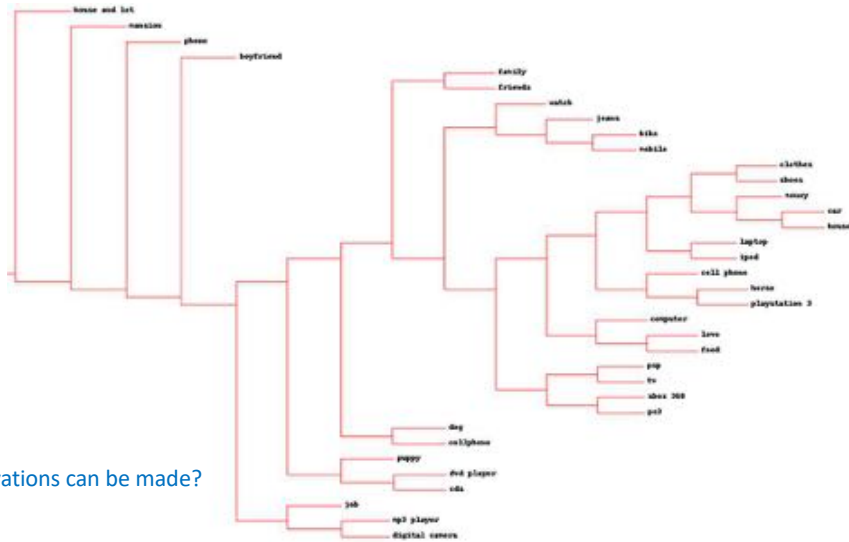 house and lot
mansion
phone
boyfriend
family
friends
watch
jeans
bike
mobile
clothes
shoes
money
car
house
laptop
ipod
cell phone
horse
playstation 3
computer
love
food
psp
tv
xbox 360
ps3
dog
cellphone
puppy
dvd player
cds
ations can be made?
job
mp3 player
digital camera